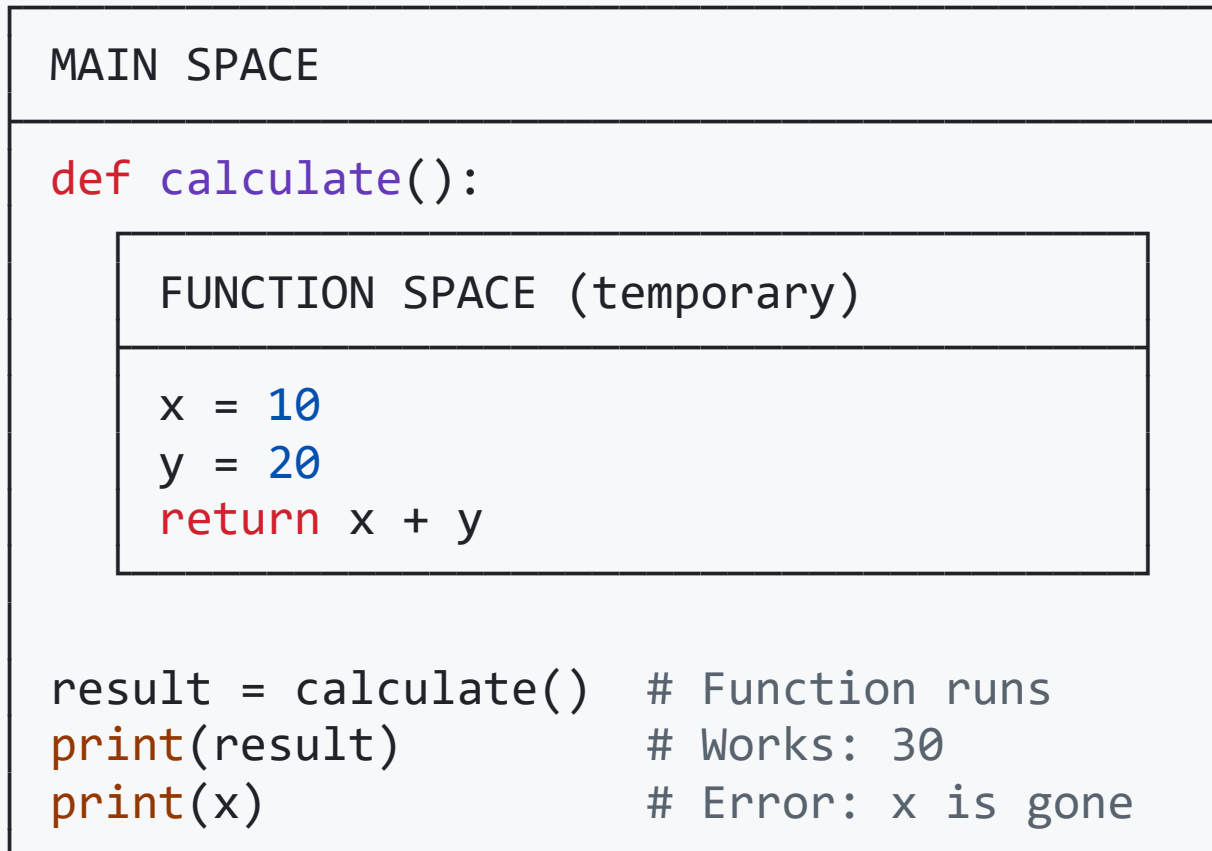 MAIN SPACE
def calculate():
FUNCTION SPACE (temporary)
x = 10
y = 20
return x + y
result = calculate()  # Function runs
print(result)         # Works: 30
print(x)              # Error: x is gone